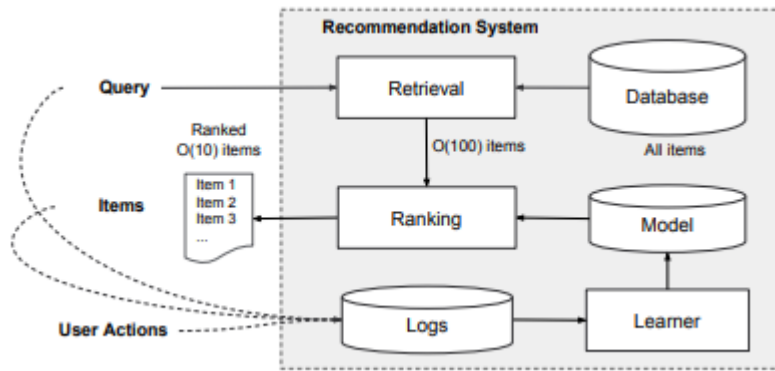 Recommendation System
Query
Retrieval
Database
Ranked
O(10) items
O(100) items
All items
Items
Item 1
Item 2
Item 3
...
Ranking
Model
User Actions
Logs
Learner